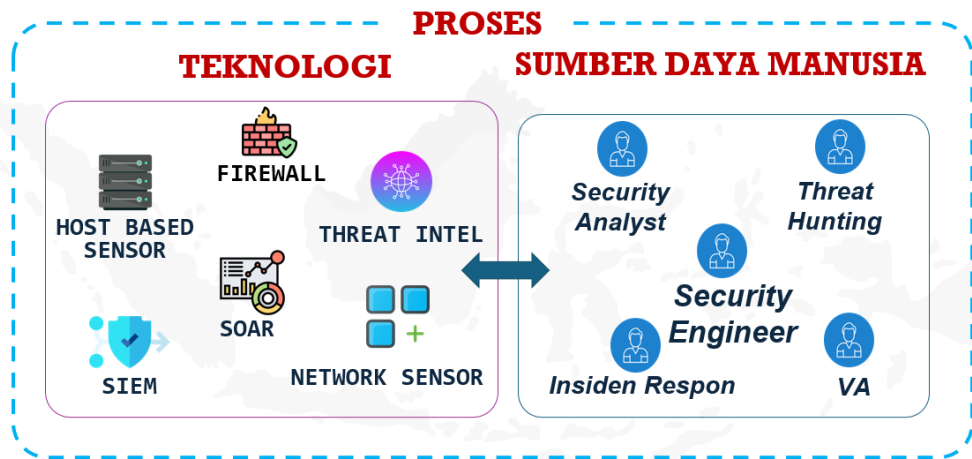 PROSES
TEKNOLOGI
SUMBER DAYA MANUSIA
FIREWALL
HOST BASED
SENSOR
THREAT INTEL
SOAR
SIEM
NETWORK SENSOR
Security
Analyst
Threat
Hunting
Security
Engineer
Insiden Respon
VA